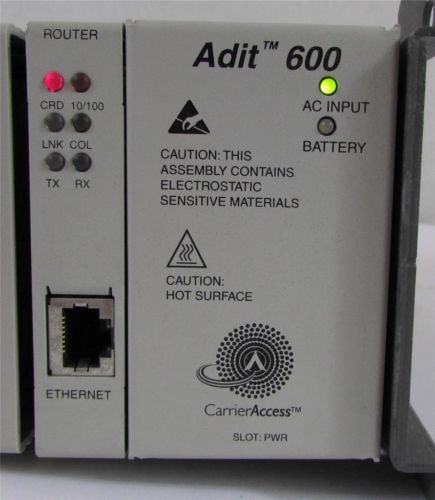 ROUTER
CRD 10/100
LNK COL
TX RX
ETHERNET
Adit™ 600
AC INPUT
BATTERY
CAUTION: THIS
ASSEMBLY CONTAINS
ELECTROSTATIC
SENSITIVE MATERIALS
CAUTION:
HOT SURFACE
CarrierAccess™
SLOT: PWR